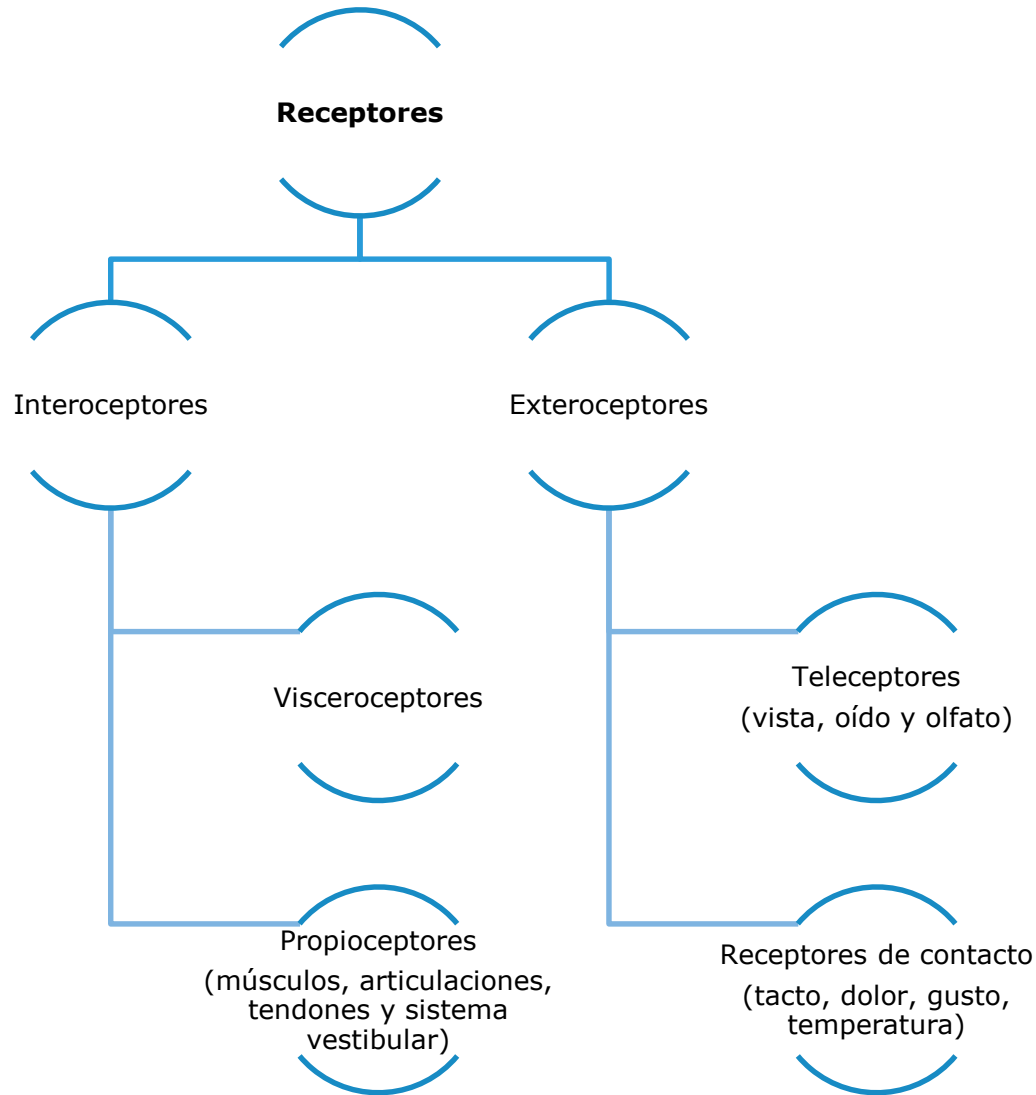 Receptores
Interoceptores
Exteroceptores
Visceroceptores
Teleceptores
(vista, oído y olfato)
Propioceptores
(músculos, articulaciones,
tendones y sistema
vestibular)
Receptores de contacto
(tacto, dolor, gusto,
temperatura)